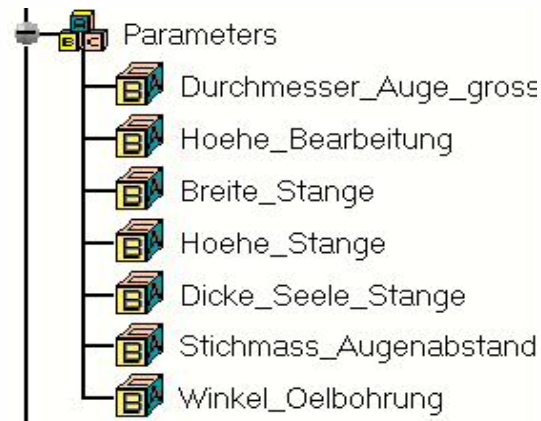 Parameters
Durchmesser_Auge_gross
Hoehe_Bearbeitung
Breite_Stange
Hoehe_Stange
Dicke_Seele_Stange
Stichmass_Augenabstand
Winkel_Oelbohrung